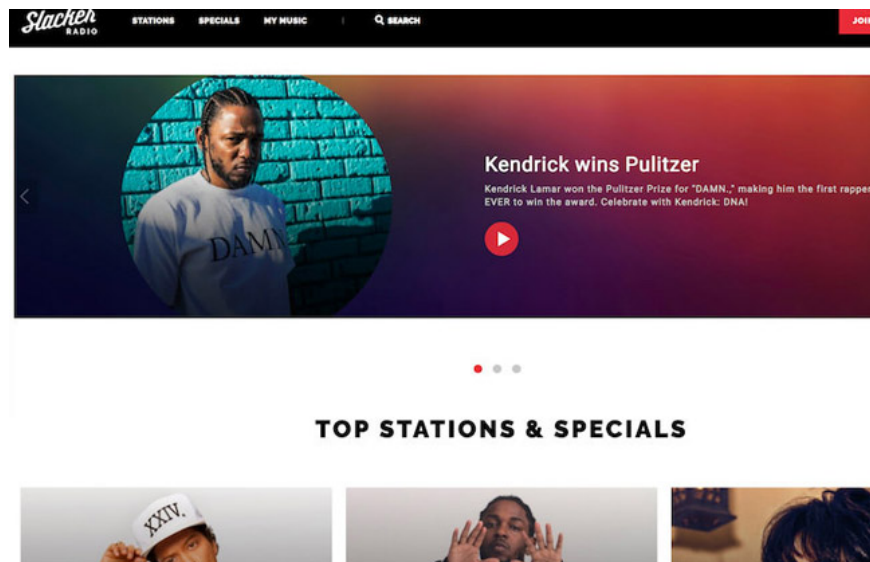 Slacker
RADIO
STATIONS SPECIALS MY MUSIC SEARCH
Kendrick wins Pulitzer
Kendrick Lamar won the Pulitzer Prize for "DAMN.," making him the first rapper
EVER to win the award. Celebrate with Kendrick: DNA!
DAMN.
TOP STATIONS & SPECIALS
XXIV.